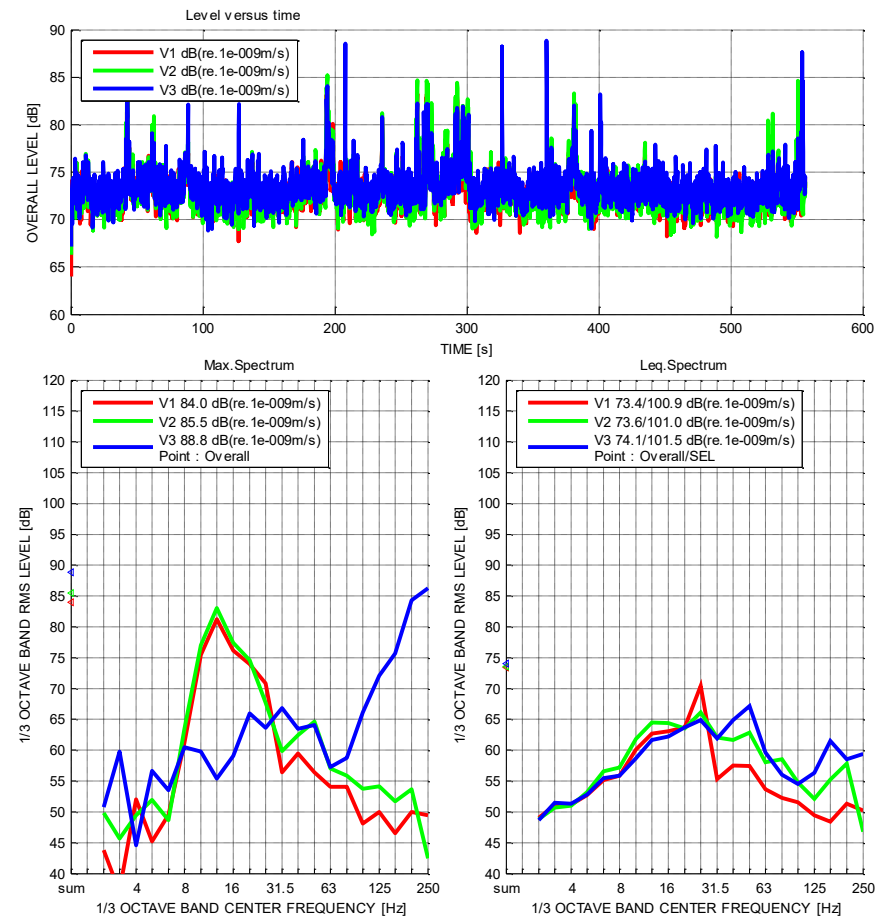 Level versus time
90
85
80
75
70
65
60
OVERALL LEVEL [dB]
V1 dB(re.1e-009m/s)
V2 dB(re.1e-009m/s)
V3 dB(re.1e-009m/s)
0 100 200 300 400 500 600
TIME [s]
Max.Spectrum
120
115
110
105
100
95
90
85
80
75
70
65
60
55
50
45
40
1/3 OCTAVE BAND RMS LEVEL [dB]
V1 84.0 dB(re.1e-009m/s)
V2 85.5 dB(re.1e-009m/s)
V3 88.8 dB(re.1e-009m/s)
Point : Overall
sum 4 8 16 31.5 63 125 250
1/3 OCTAVE BAND CENTER FREQUENCY [Hz]
Leq.Spectrum
120
115
110
105
100
95
90
85
80
75
70
65
60
55
50
45
40
1/3 OCTAVE BAND RMS LEVEL [dB]
V1 73.4/100.9 dB(re.1e-009m/s)
V2 73.6/101.0 dB(re.1e-009m/s)
V3 74.1/101.5 dB(re.1e-009m/s)
Point : Overall/SEL
sum 4 8 16 31.5 63 125 250
1/3 OCTAVE BAND CENTER FREQUENCY [Hz]